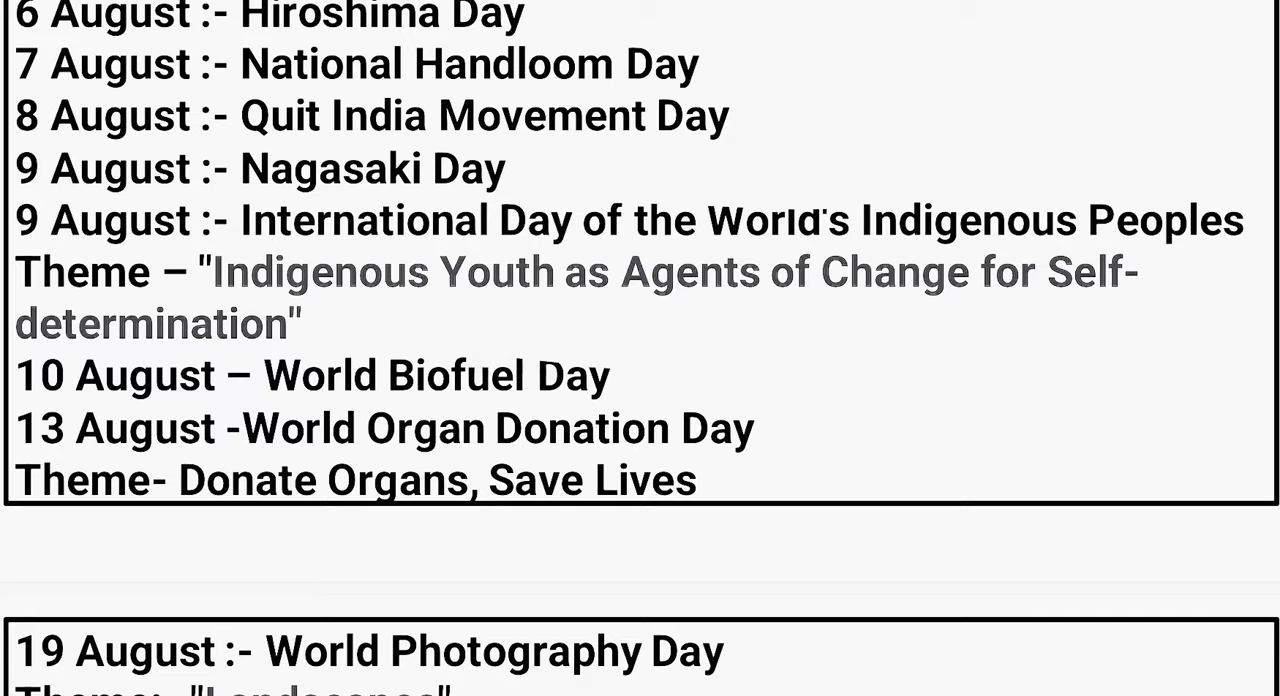 6 August :- Hiroshima Day
7 August :- National Handloom Day
8 August :- Quit India Movement Day
9 August :- Nagasaki Day
9 August :- International Day of the World's Indigenous Peoples
Theme – "Indigenous Youth as Agents of Change for Self-
determination"
10 August – World Biofuel Day
13 August -World Organ Donation Day
Theme- Donate Organs, Save Lives
19 August :- World Photography Day
Theme:- "Landscapes"